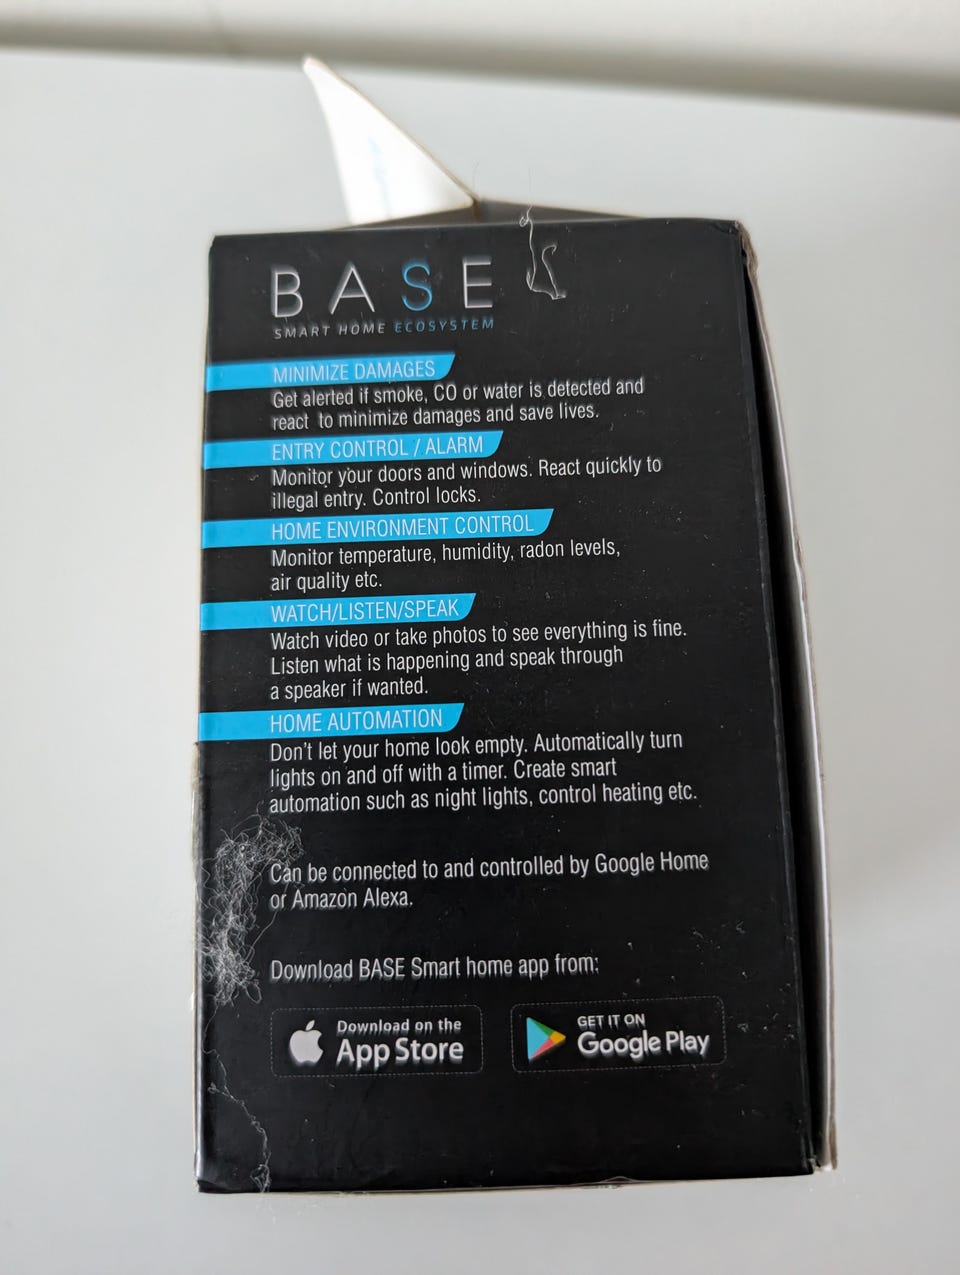 BASE
SMART HOME ECOSYSTEM
MINIMIZE DAMAGES
Get alerted if smoke, CO or water is detected and
react to minimize damages and save lives.
ENTRY CONTROL / ALARM
Monitor your doors and windows. React quickly to
illegal entry. Control locks.
HOME ENVIRONMENT CONTROL
Monitor temperature, humidity, radon levels,
air quality etc.
WATCH/LISTEN/SPEAK
Watch video or take photos to see everything is fine.
Listen what is happening and speak through
a speaker if wanted.
HOME AUTOMATION
Don't let your home look empty. Automatically turn
lights on and off with a timer. Create smart
automation such as night lights, control heating etc.
Can be connected to and controlled by Google Home
or Amazon Alexa.
Download BASE Smart home app from:
Download on the
App Store
GET IT ON
Google Play